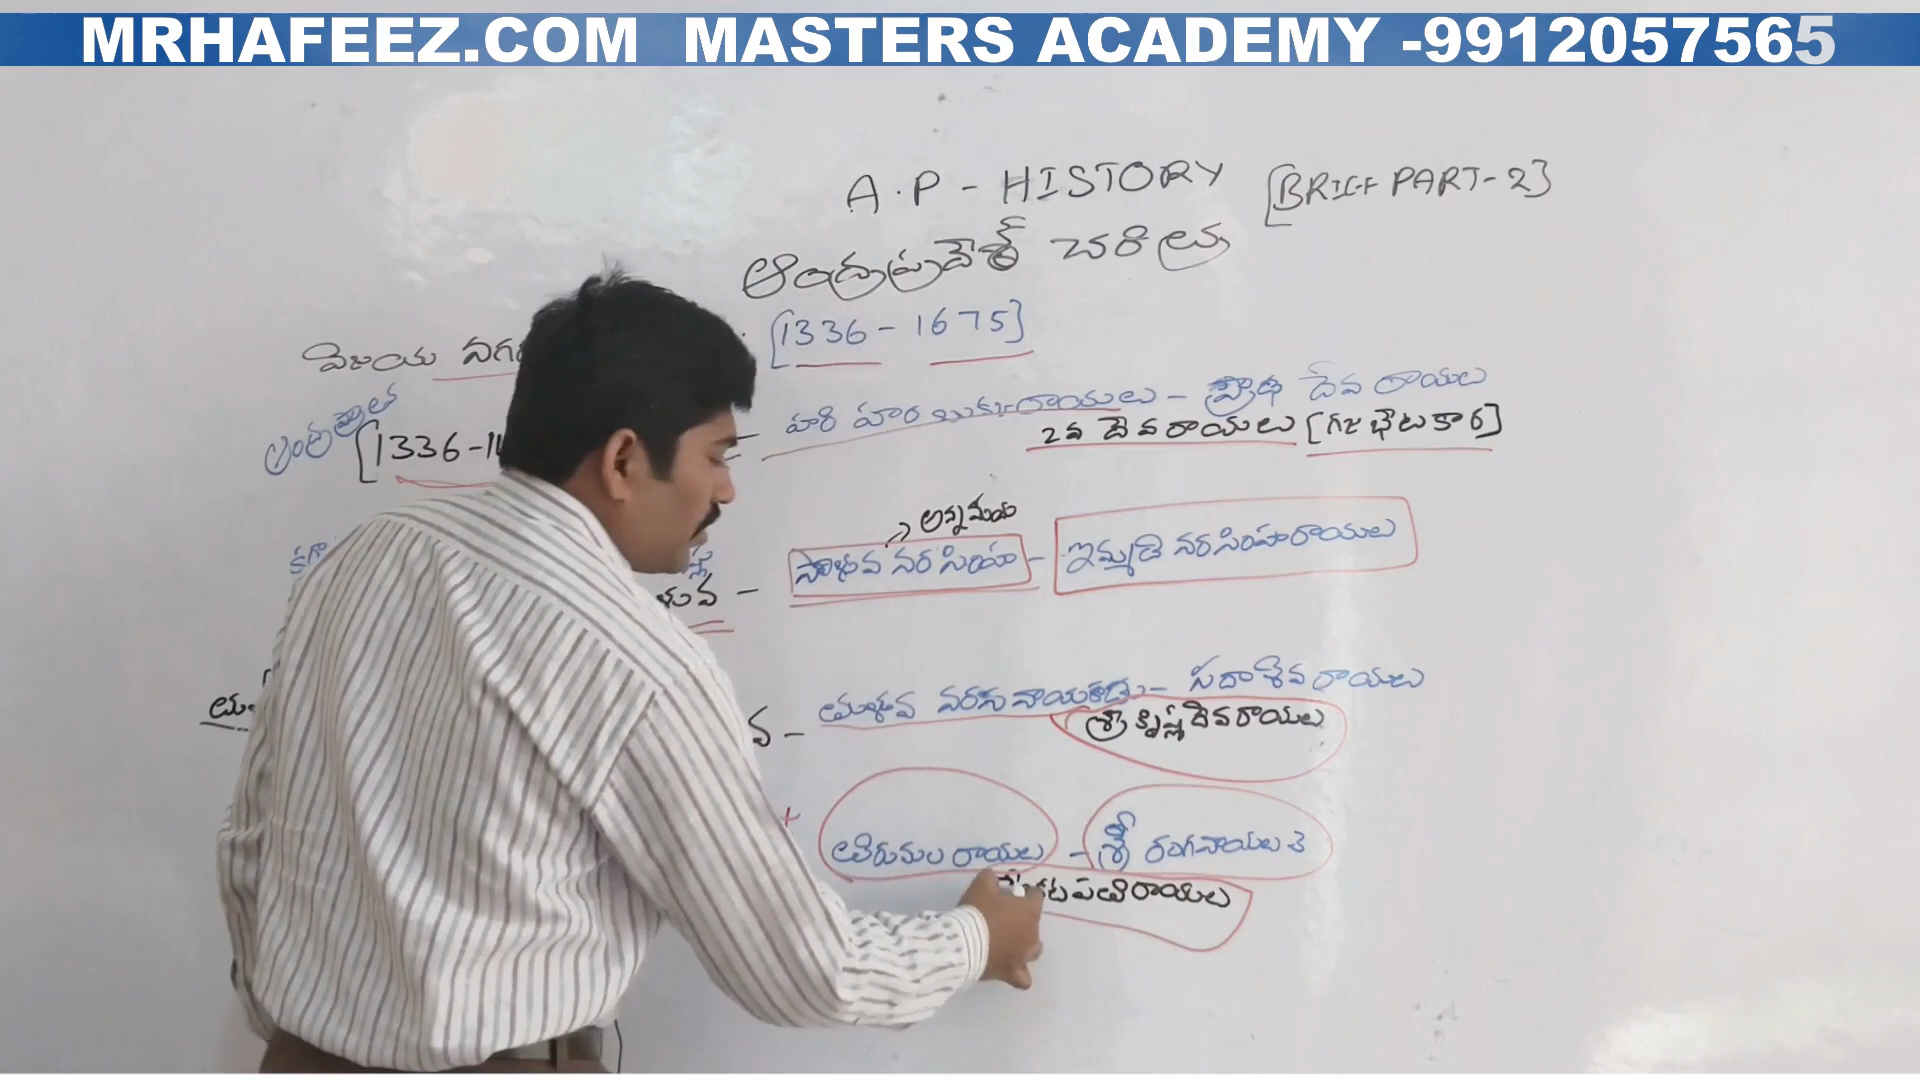 MRHAFEEZ.COM MASTERS ACADEMY -9912057565
A.P - HISTORY [BRIEF PART-2]
ఆంధ్రప్రదేశ్ చరిత్ర
విజయ నగర [1336 - 1675]
[1336-14 - హరి హార బుక్కరాయలు - ప్రౌఢ దేవ రాయలు
2వ దేవరాయలు [గజ భేటకార]
అన్నమయ
ళువ - సాళువ నరసింహ - ఇమ్మడి నరసింహరాయలు
వ - తుళువ నరస నాయకుడు - సదాశివ రాయలు
శ్రీ కృష్ణదేవరాయలు
+ తిరుమల రాయలు - శ్రీ రంగరాయలు 3
కటపతిరాయలు